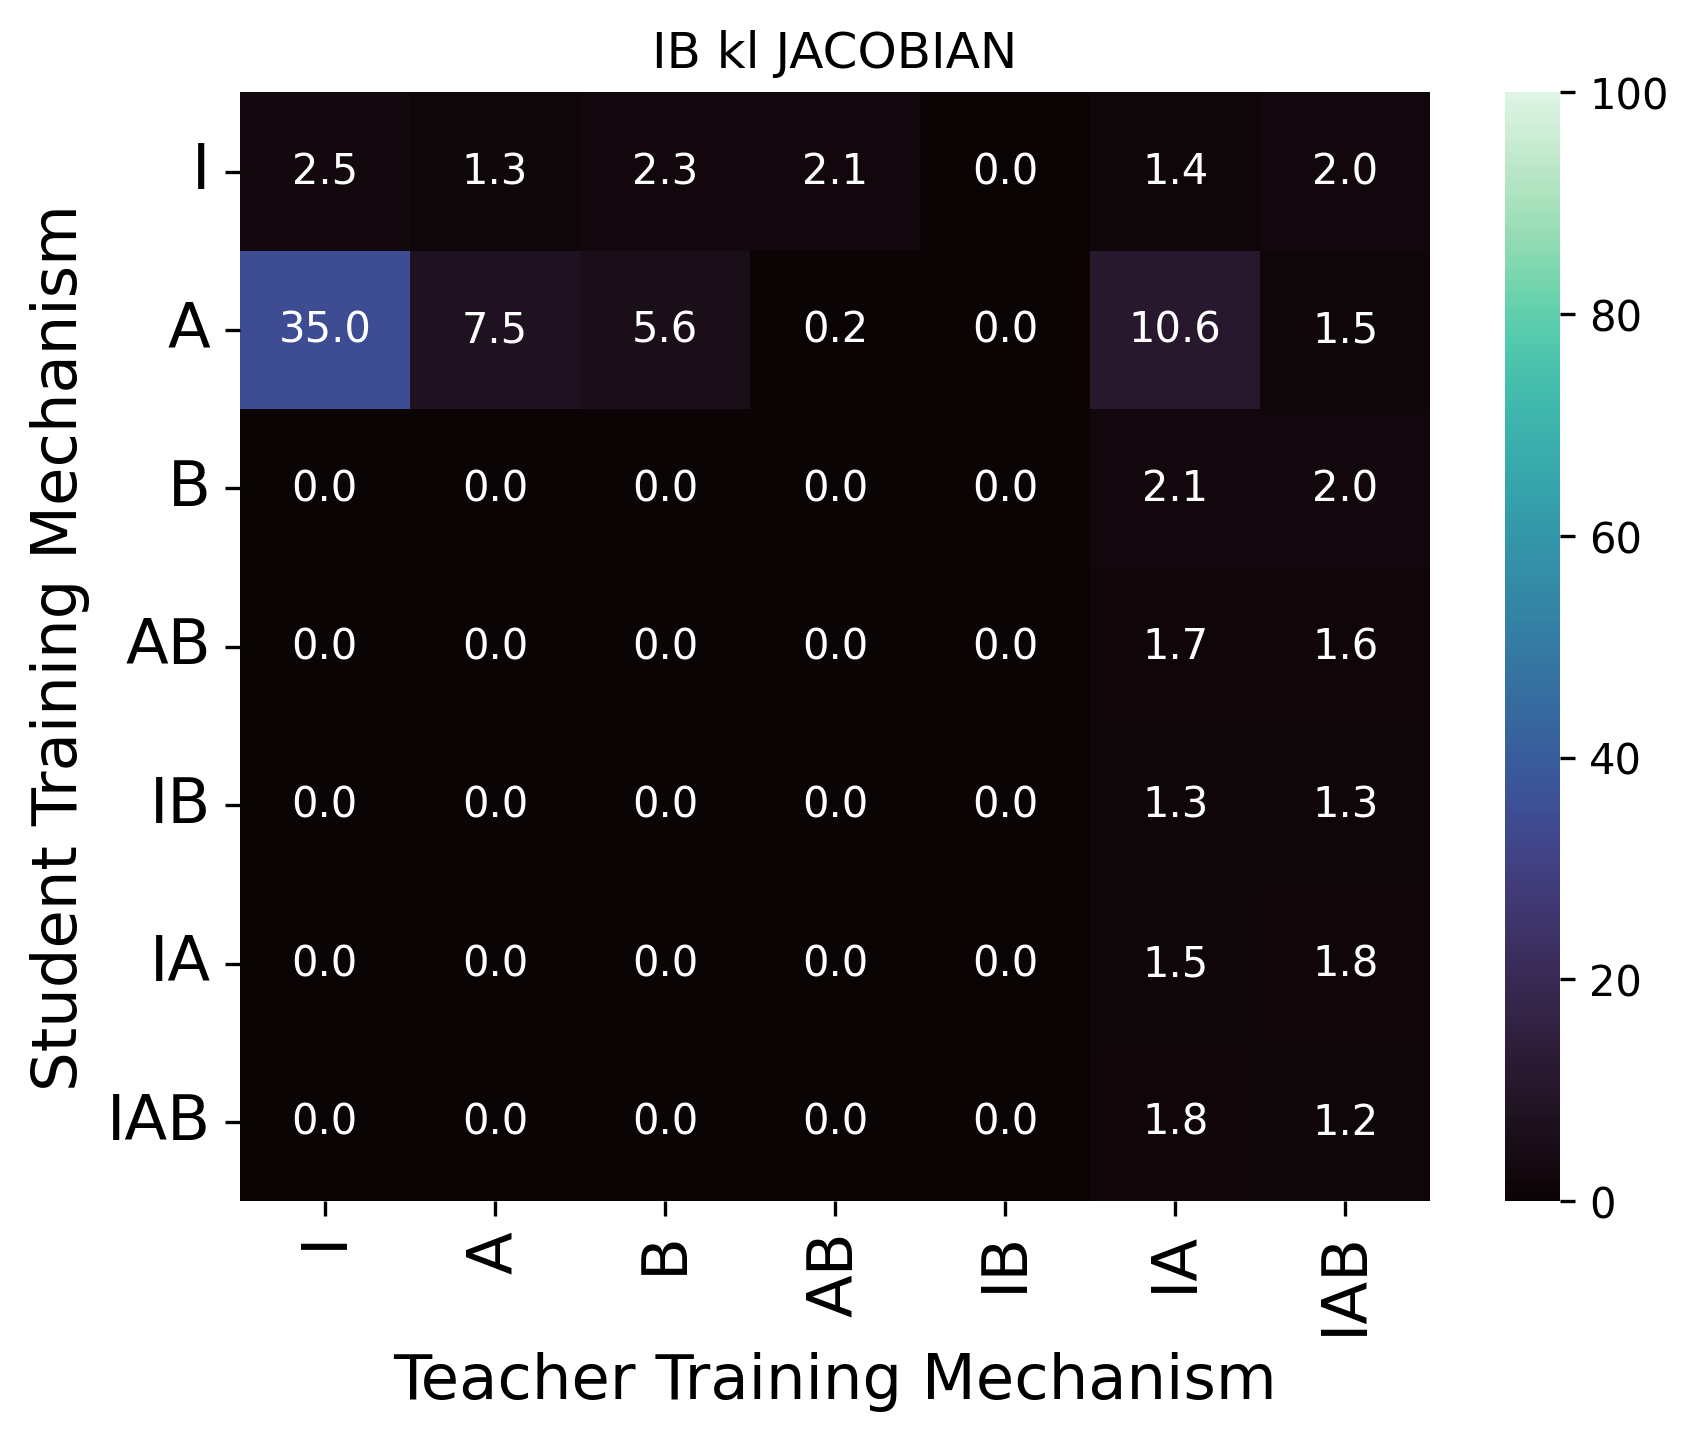 IB kl JACOBIAN
Student Training Mechanism
I 2.5 1.3 2.3 2.1 0.0 1.4 2.0
A 35.0 7.5 5.6 0.2 0.0 10.6 1.5
B 0.0 0.0 0.0 0.0 0.0 2.1 2.0
AB 0.0 0.0 0.0 0.0 0.0 1.7 1.6
IB 0.0 0.0 0.0 0.0 0.0 1.3 1.3
IA 0.0 0.0 0.0 0.0 0.0 1.5 1.8
IAB 0.0 0.0 0.0 0.0 0.0 1.8 1.2
I A B AB IB IA IAB
Teacher Training Mechanism
100
80
60
40
20
0